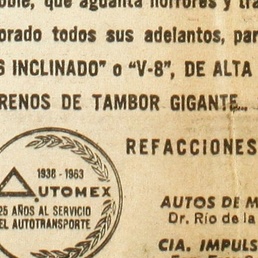 oble, que aguanta horrores y tra
orado todos sus adelantos, par
S INCLINADO" o "V-8", DE ALTA
RENOS DE TAMBOR GIGANTE...
REFACCIONES
1938 - 1963
AUTOMEX
25 AÑOS AL SERVICIO
EL AUTOTRANSPORTE
AUTOS DE M
Dr. Río de la
CIA. IMPULS